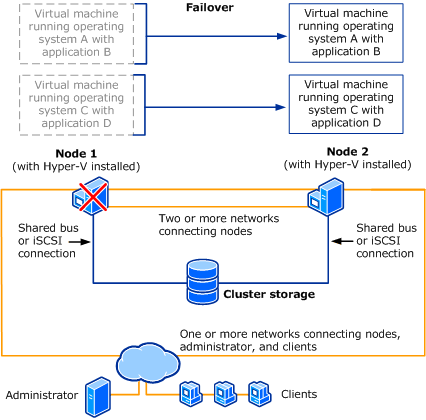 Failover
Virtual machine
running operating
system A with
application B
Virtual machine
running operating
system A with
application B
Virtual machine
running operating
system C with
application D
Virtual machine
running operating
system C with
application D
Node 1
(with Hyper-V installed)
Node 2
(with Hyper-V installed)
Two or more networks
connecting nodes
Shared bus
or iSCSI
connection
Shared bus
or iSCSI
connection
Cluster storage
One or more networks connecting nodes,
administrator, and clients
Administrator
Clients